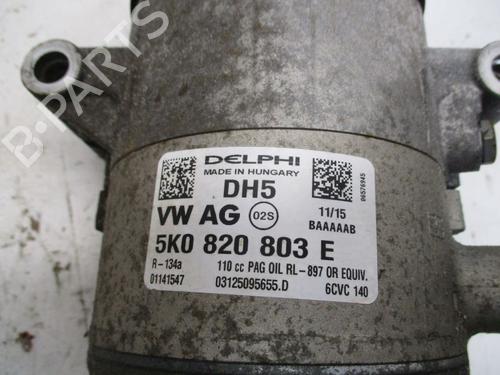 B-PARTS
DELPHI
MADE IN HUNGARY
DH5
VW AG 02S
11/15
BAAAAAB
06576945
5K0 820 803 E
R-134a 110 cc PAG OIL RL-897 OR EQUIV.
01141547 03125095655.D 6CVC 140